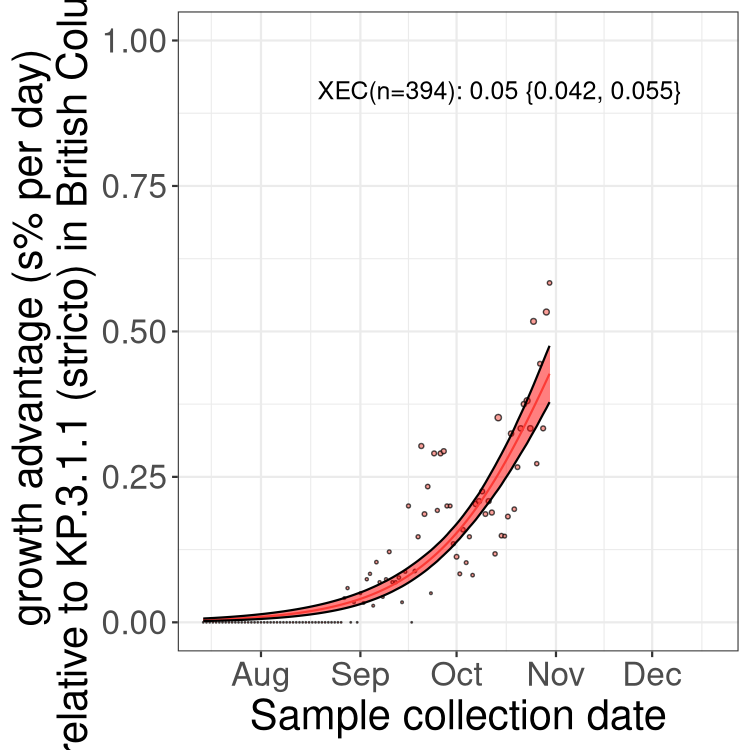 growth advantage (s% per day)
relative to KP.3.1.1 (stricto) in British Colu
1.00
0.75
0.50
0.25
0.00
XEC(n=394): 0.05 {0.042, 0.055}
Aug Sep Oct Nov Dec
Sample collection date